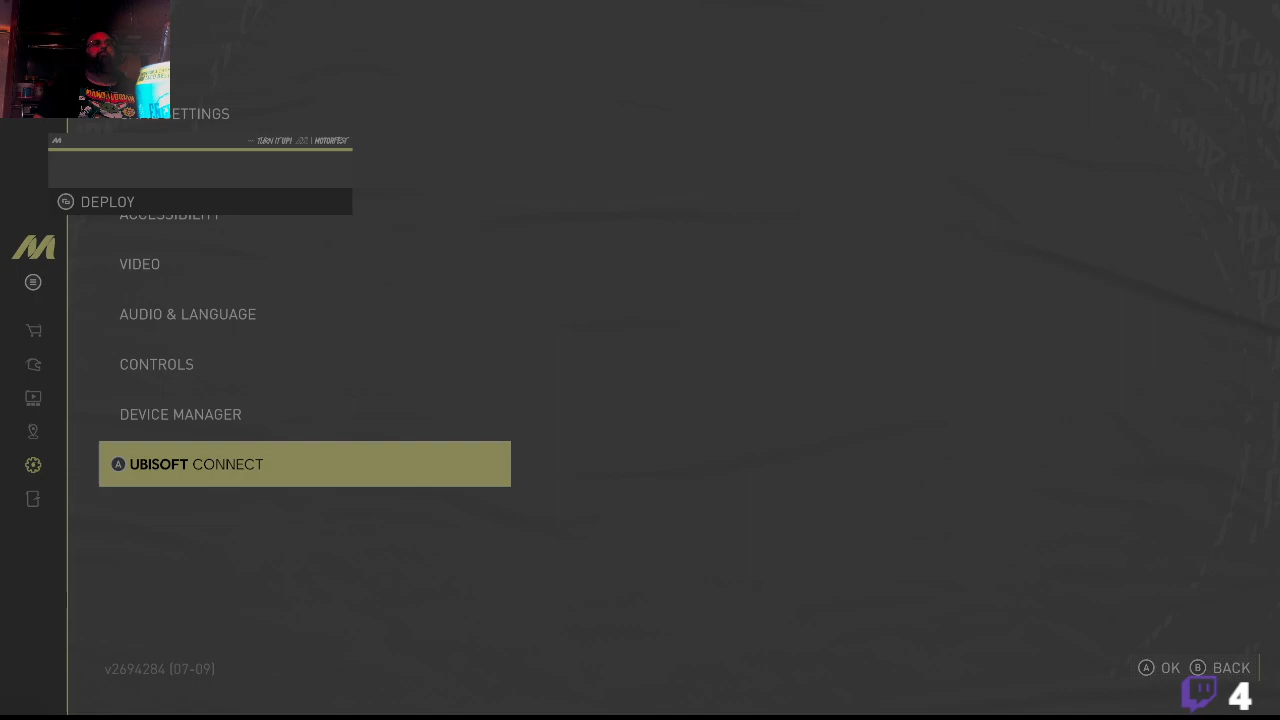 ETTINGS
TURN IT UP! MOTORFEST
DEPLOY
ACCESSIBILITY
VIDEO
AUDIO & LANGUAGE
CONTROLS
DEVICE MANAGER
A UBISOFT CONNECT
v2694284 (07-09)
A OK B BACK
4